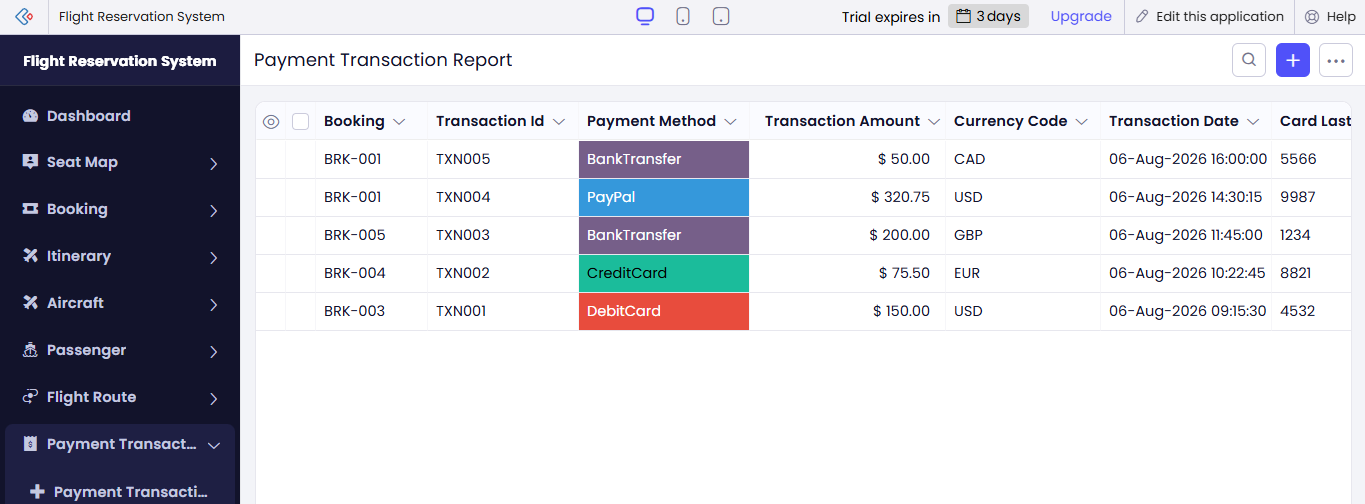 Flight Reservation System
Trial expires in 3 days Upgrade Edit this application Help
Flight Reservation System
Dashboard
Seat Map
Booking
Itinerary
Aircraft
Passenger
Flight Route
Payment Transact...
Payment Transacti...
Payment Transaction Report
Booking Transaction Id Payment Method Transaction Amount Currency Code Transaction Date Card Last
BRK-001 TXN005 BankTransfer $ 50.00 CAD 06-Aug-2026 16:00:00 5566
BRK-001 TXN004 PayPal $ 320.75 USD 06-Aug-2026 14:30:15 9987
BRK-005 TXN003 BankTransfer $ 200.00 GBP 06-Aug-2026 11:45:00 1234
BRK-004 TXN002 CreditCard $ 75.50 EUR 06-Aug-2026 10:22:45 8821
BRK-003 TXN001 DebitCard $ 150.00 USD 06-Aug-2026 09:15:30 4532